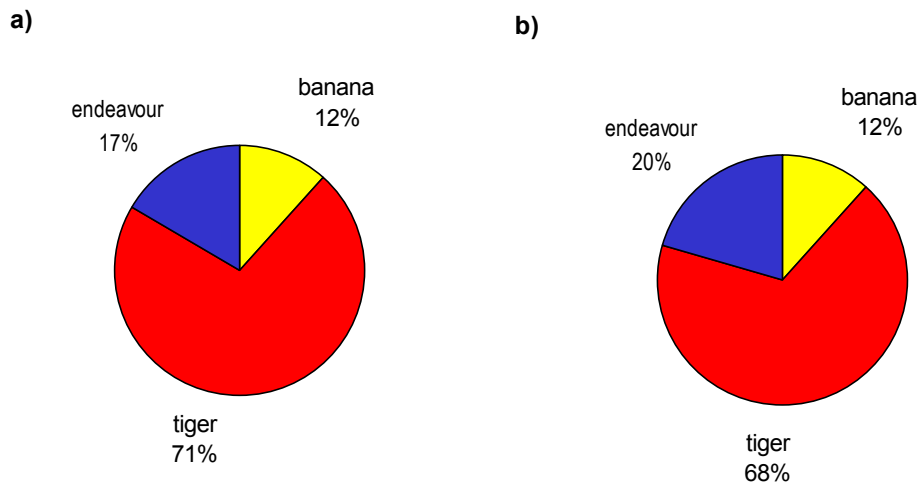 a)
banana
12%
endeavour
17%
tiger
71%
b)
banana
12%
endeavour
20%
tiger
68%